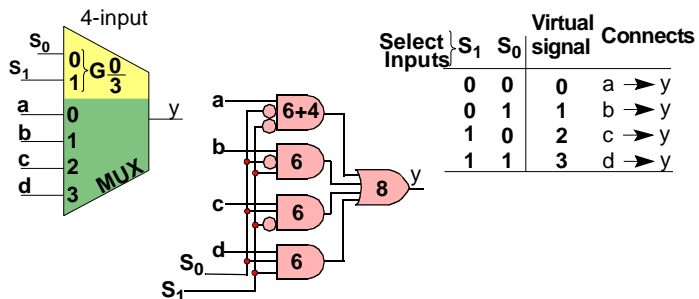 4-input
S0
S1
0
1
} G 0/3
a
b
c
d
0
1
2
3
MUX
y
a
6+4
b
6
c
6
d
6
8
y
S0
S1
Select Inputs } S1 S0 Virtual signal Connects
0 0 0 a → y
0 1 1 b → y
1 0 2 c → y
1 1 3 d → y